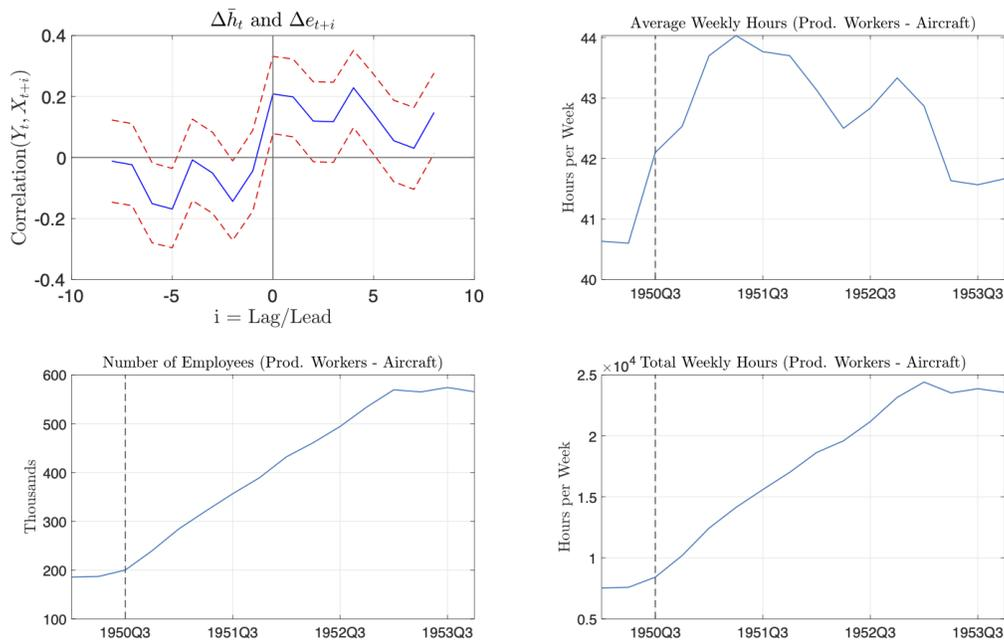 Δh̄ₜ and Δeₜ₊ᵢ
Correlation(Yₜ, Xₜ₊ᵢ)
0.4
0.2
0
-0.2
-0.4
-10 -5 0 5 10
i = Lag/Lead
Average Weekly Hours (Prod. Workers - Aircraft)
Hours per Week
44
43
42
41
40
1950Q3 1951Q3 1952Q3 1953Q3
Number of Employees (Prod. Workers - Aircraft)
Thousands
600
500
400
300
200
100
1950Q3 1951Q3 1952Q3 1953Q3
×10⁴ Total Weekly Hours (Prod. Workers - Aircraft)
Hours per Week
2.5
2
1.5
1
0.5
1950Q3 1951Q3 1952Q3 1953Q3